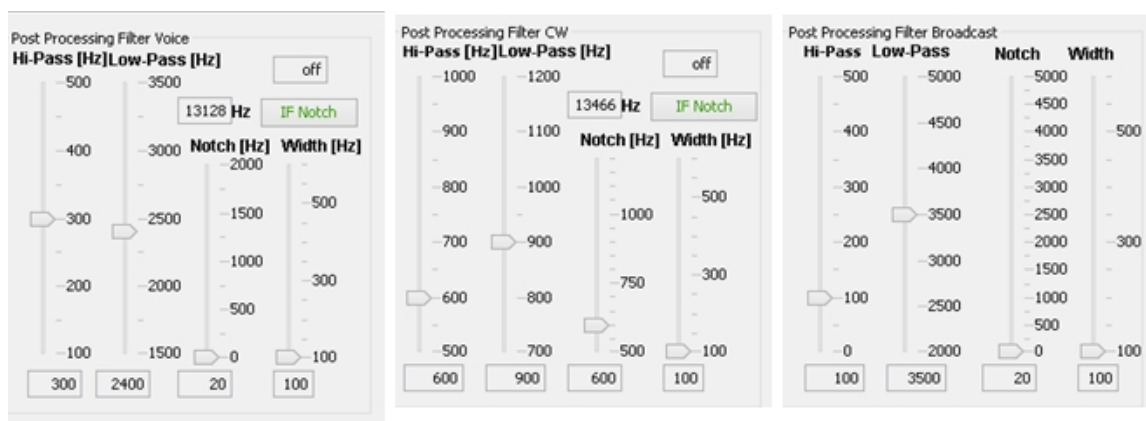 Post Processing Filter Voice
Hi-Pass [Hz] Low-Pass [Hz]
500 3500 off
13128 Hz IF Notch
400 3000 Notch [Hz] Width [Hz]
2000
500
1500
300 2500
1000
300
200 2000
500
100 1500 0 100
300 2400 20 100
Post Processing Filter CW
Hi-Pass [Hz] Low-Pass [Hz]
1000 1200 off
13466 Hz IF Notch
900 1100
Notch [Hz] Width [Hz]
800 1000 500
1000
700 900
300
750
600 800
500 700 500 100
600 900 600 100
Post Processing Filter Broadcast
Hi-Pass Low-Pass Notch Width
500 5000 5000
4500
4500
400 4000 500
4000
3500
300 3000
3500 2500
200 2000 300
3000
1500
100 1000
2500
500
0 2000 0 100
100 3500 20 100